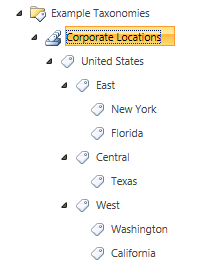 Example Taxonomies
Corporate Locations
United States
East
New York
Florida
Central
Texas
West
Washington
California